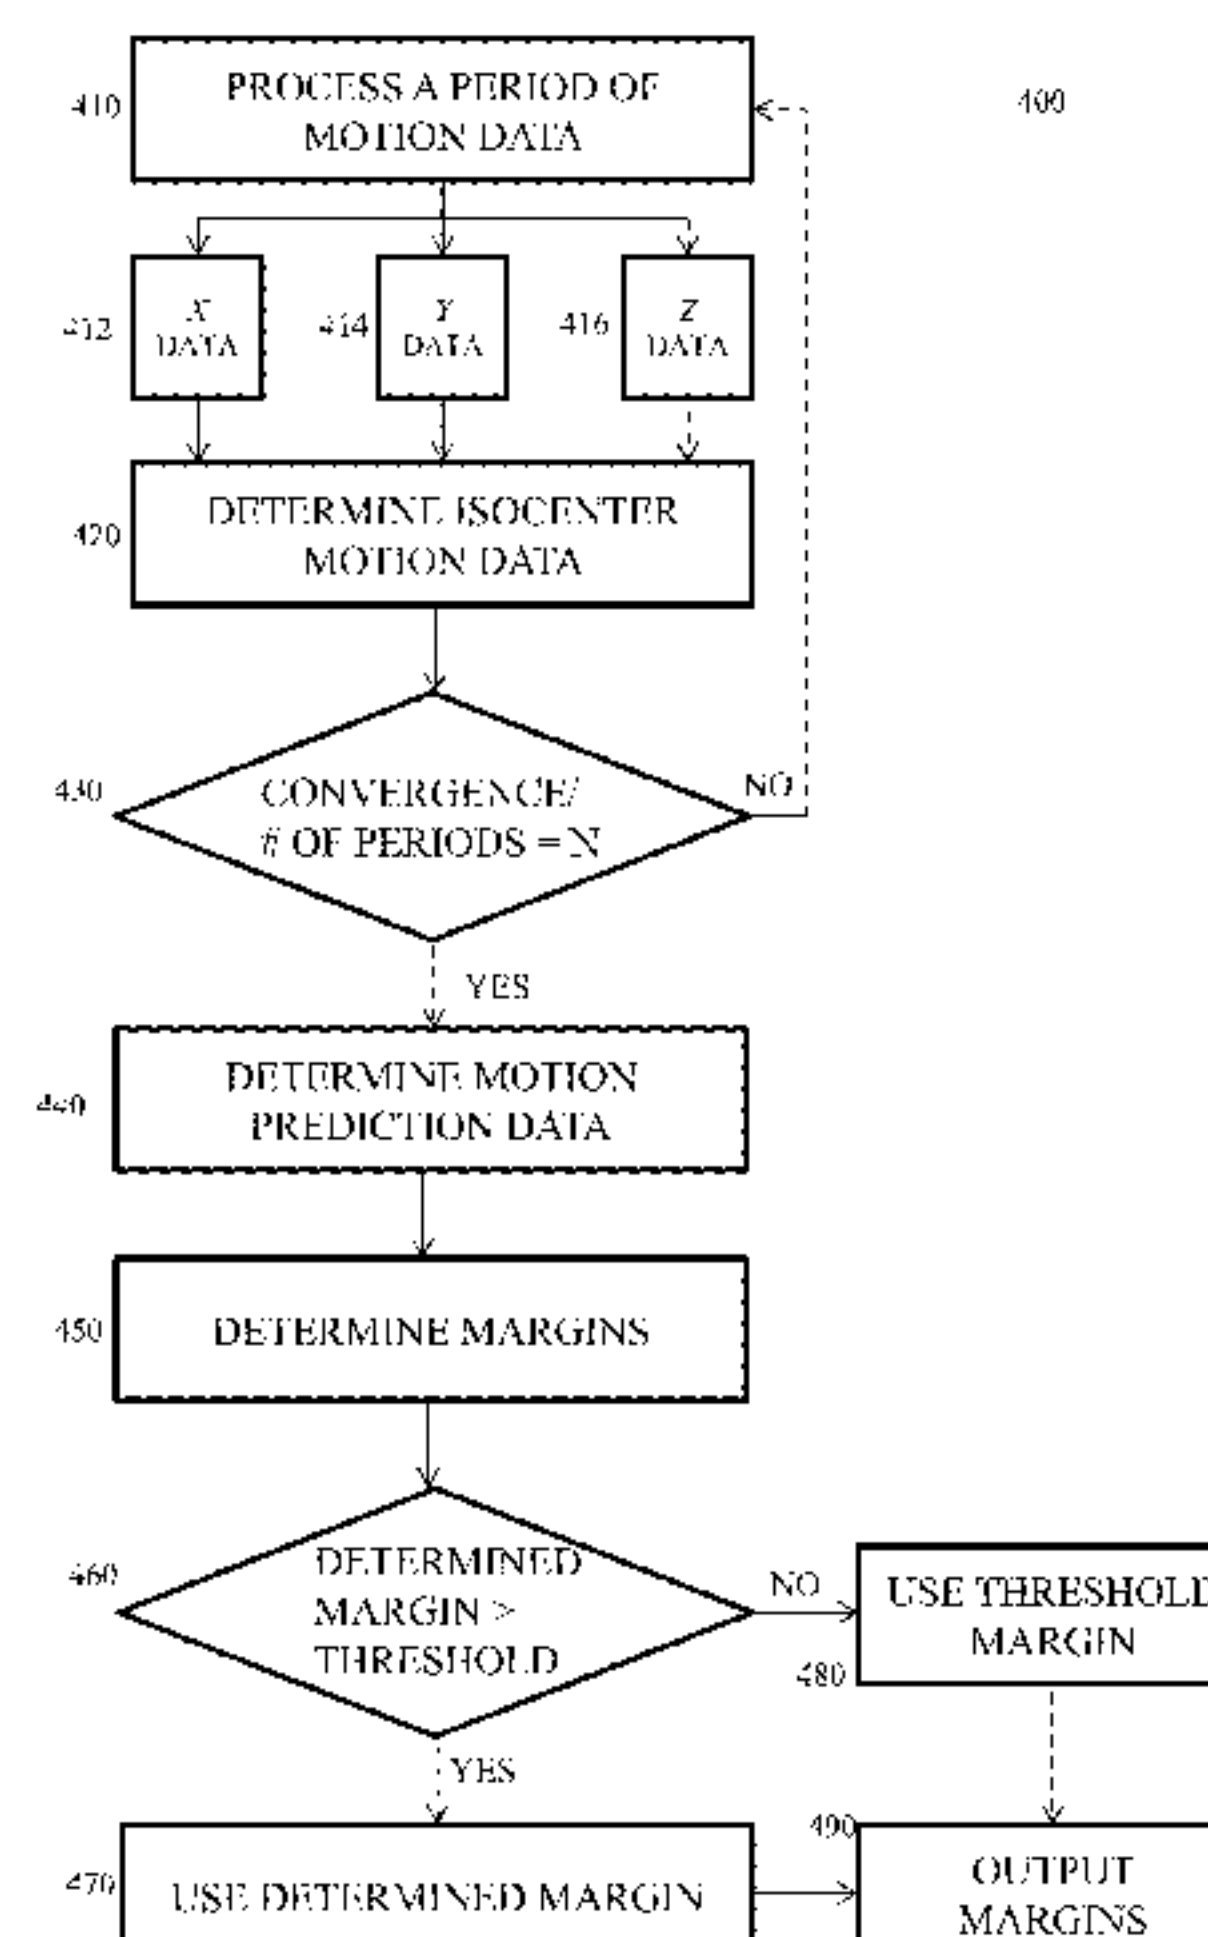 410
PROCESS A PERIOD OF
MOTION DATA
400
412
X
DATA
414
Y
DATA
416
Z
DATA
420
DETERMINE ISOCENTER
MOTION DATA
430
CONVERGENCE/
# OF PERIODS = N
NO
YES
440
DETERMINE MOTION
PREDICTION DATA
450
DETERMINE MARGINS
460
DETERMINED
MARGIN >
THRESHOLD
NO
USE THRESHOLD
MARGIN
480
YES
470
USE DETERMINED MARGIN
490
OUTPUT
MARGINS